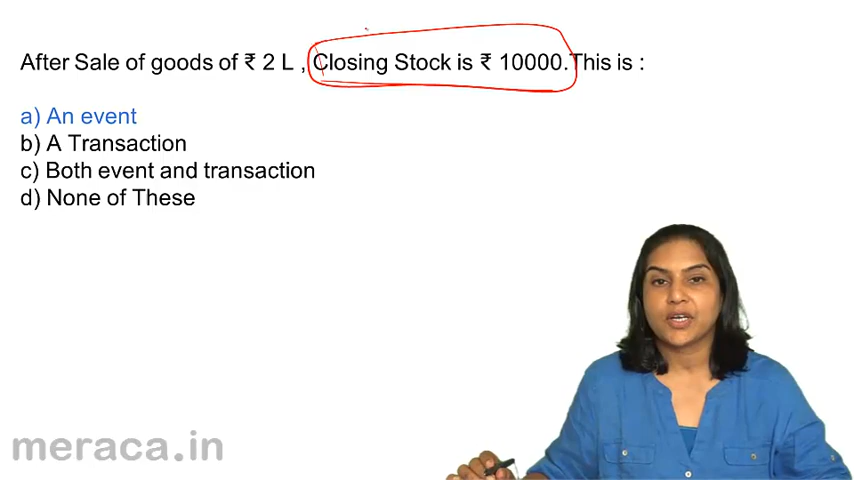 After Sale of goods of ₹ 2 L , Closing Stock is ₹ 10000.This is :
a) An event
b) A Transaction
c) Both event and transaction
d) None of These
meraca.in